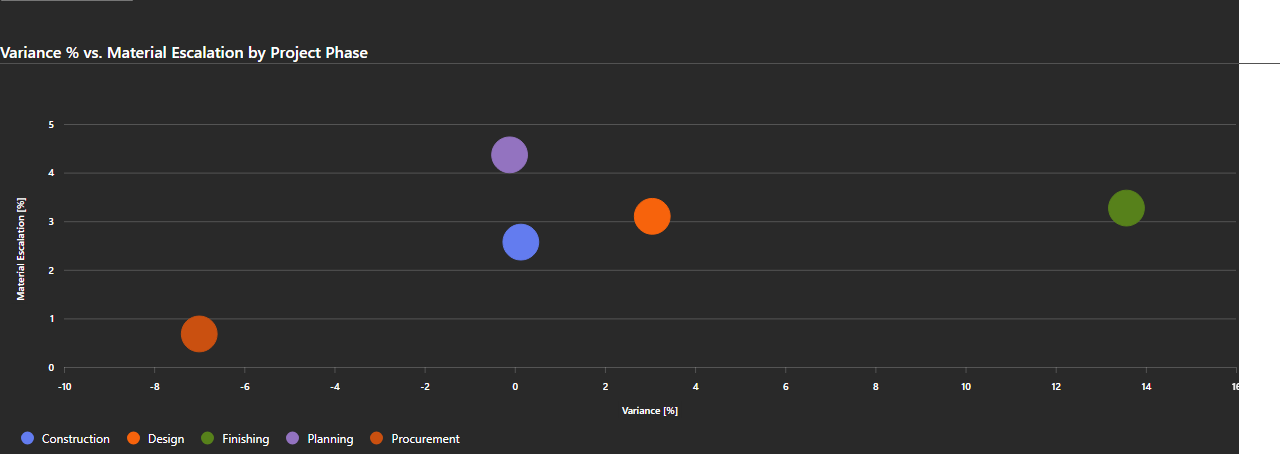 Variance % vs. Material Escalation by Project Phase
5
4
3
2
1
0
Material Escalation [%]
-10 -8 -6 -4 -2 0 2 4 6 8 10 12 14 16
Variance [%]
Construction Design Finishing Planning Procurement